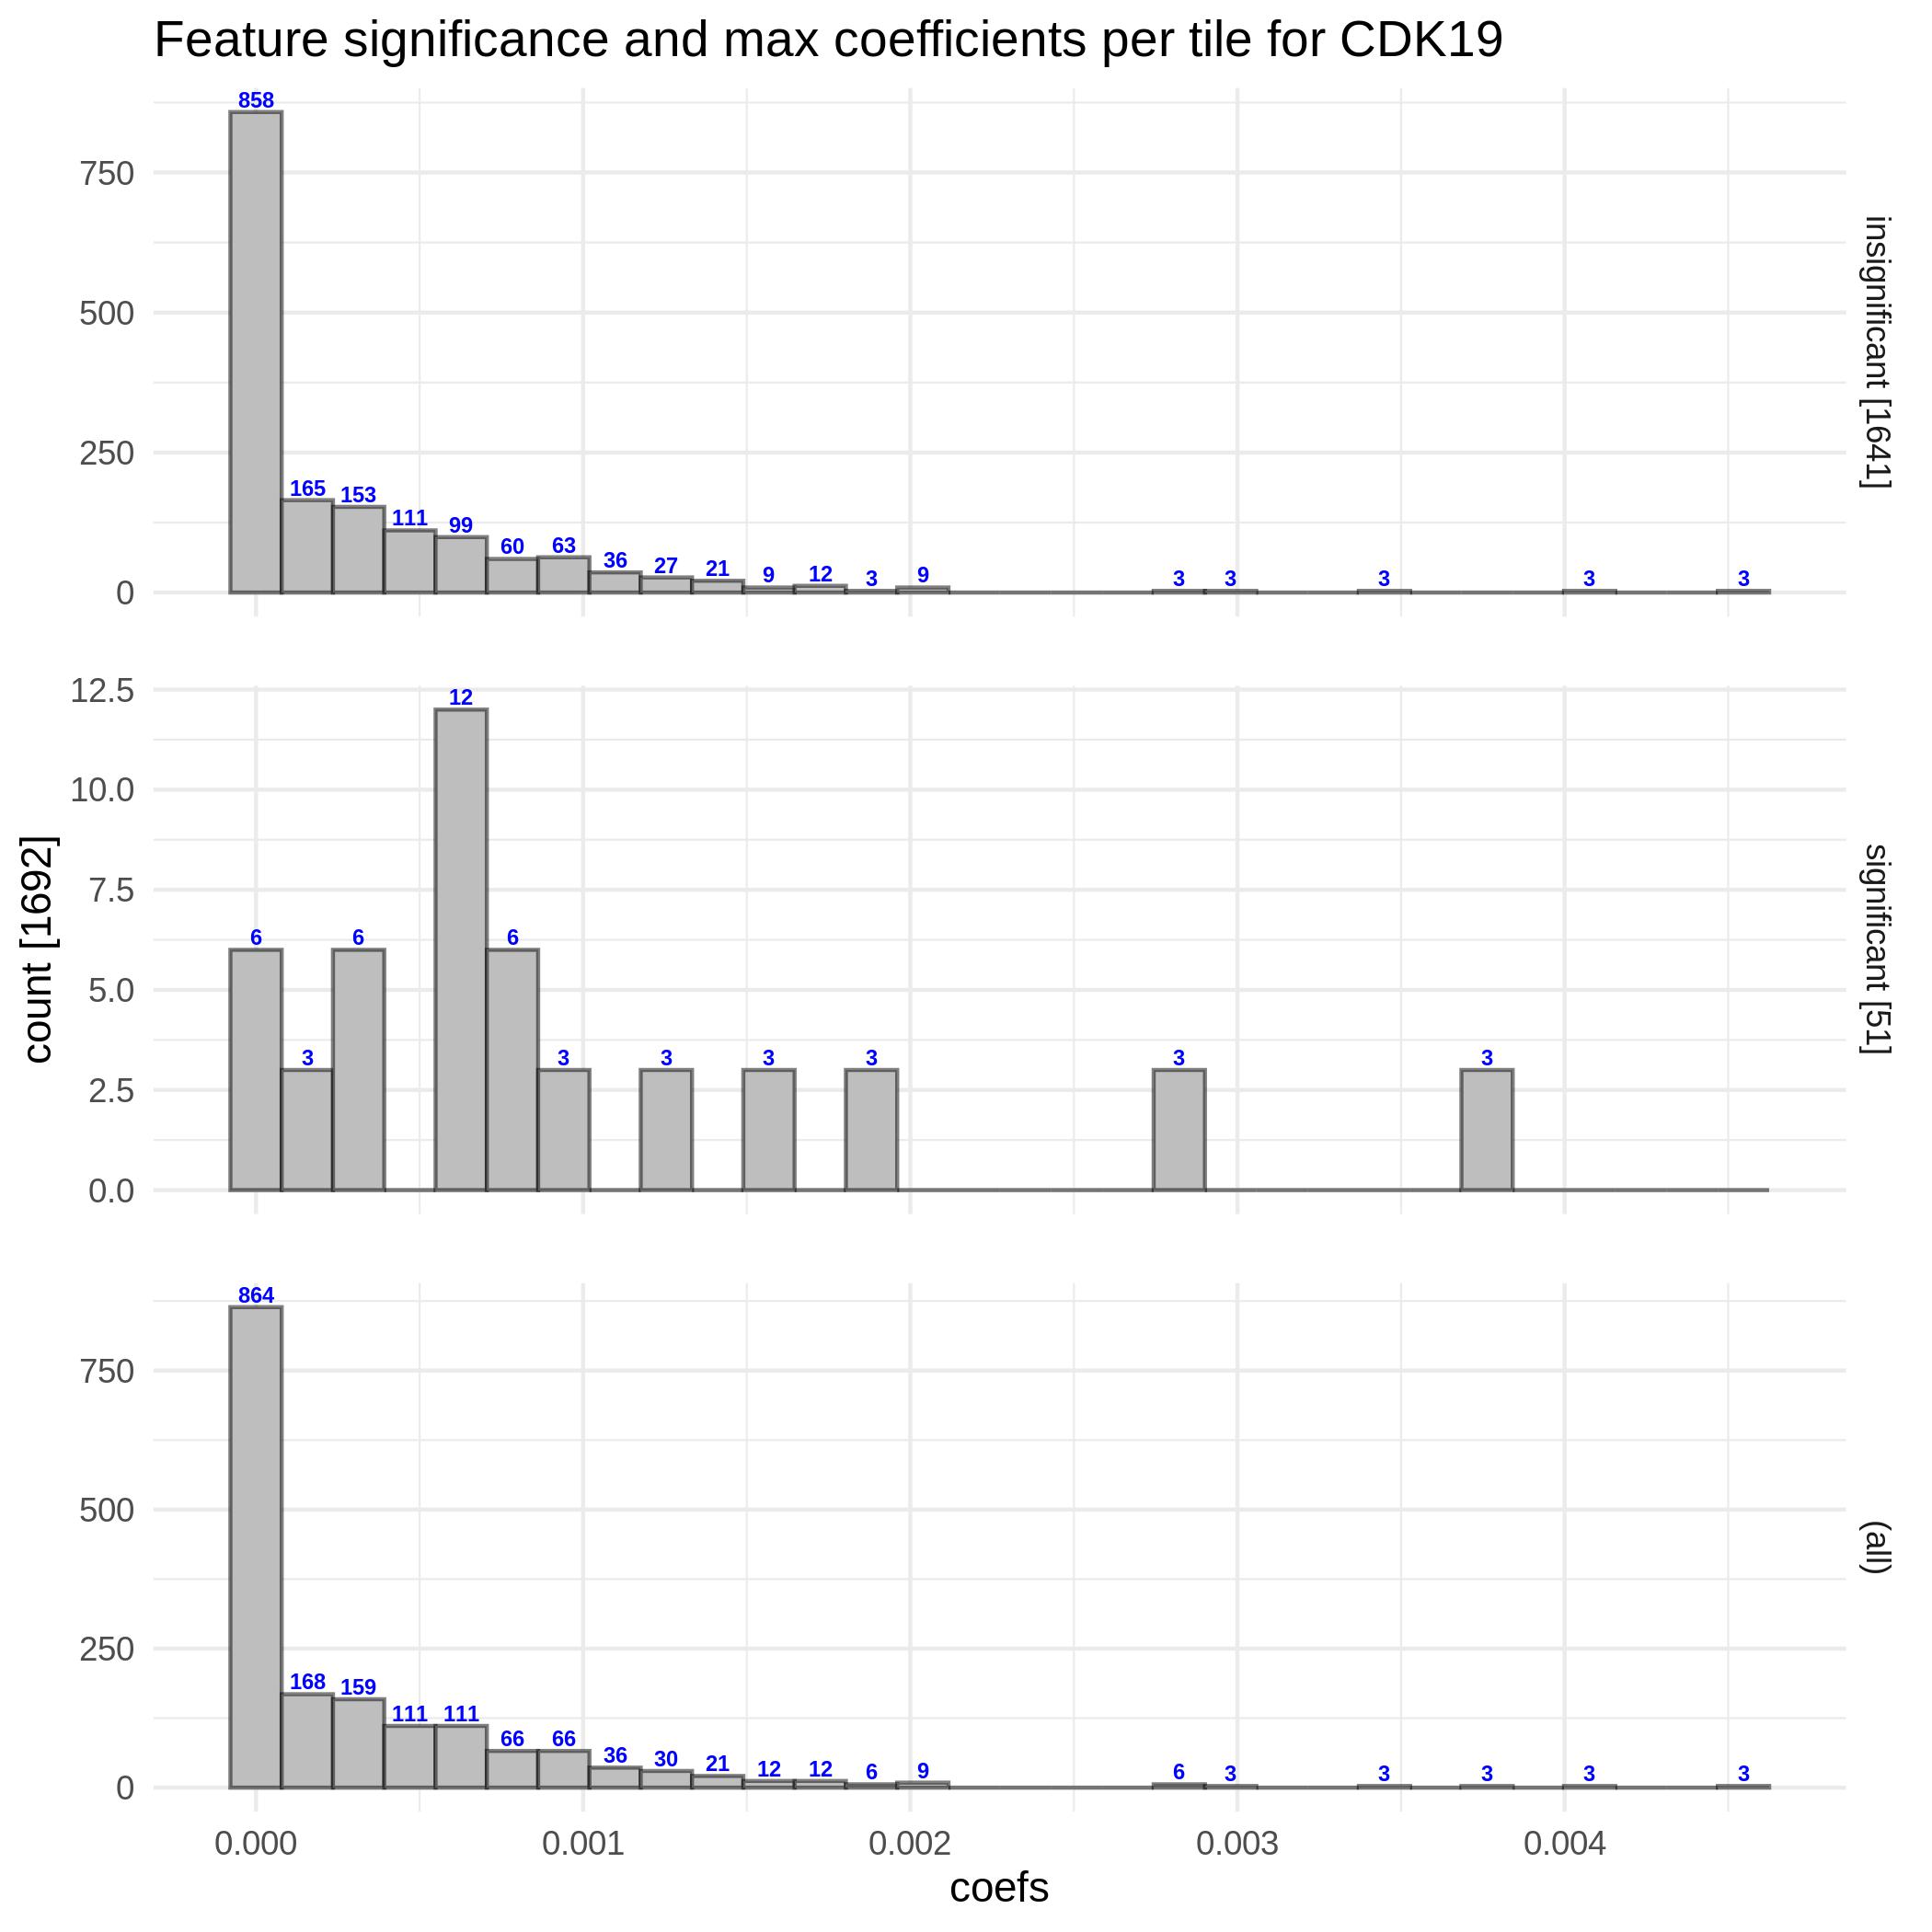 Feature significance and max coefficients per tile for CDK19
858
750
500
250
165 153 111 99 60 63 36 27 21 9 12 3 9 3 3 3 3 3
0
insignificant [1641]
12.5
12
10.0
7.5
6 6 6
5.0
3 3 3 3 3 3 3
2.5
0.0
count [1692]
significant [51]
864
750
500
250
168 159 111 111 66 66 36 30 21 12 12 6 9 6 3 3 3 3 3
0
(all)
0.000 0.001 0.002 0.003 0.004
coefs